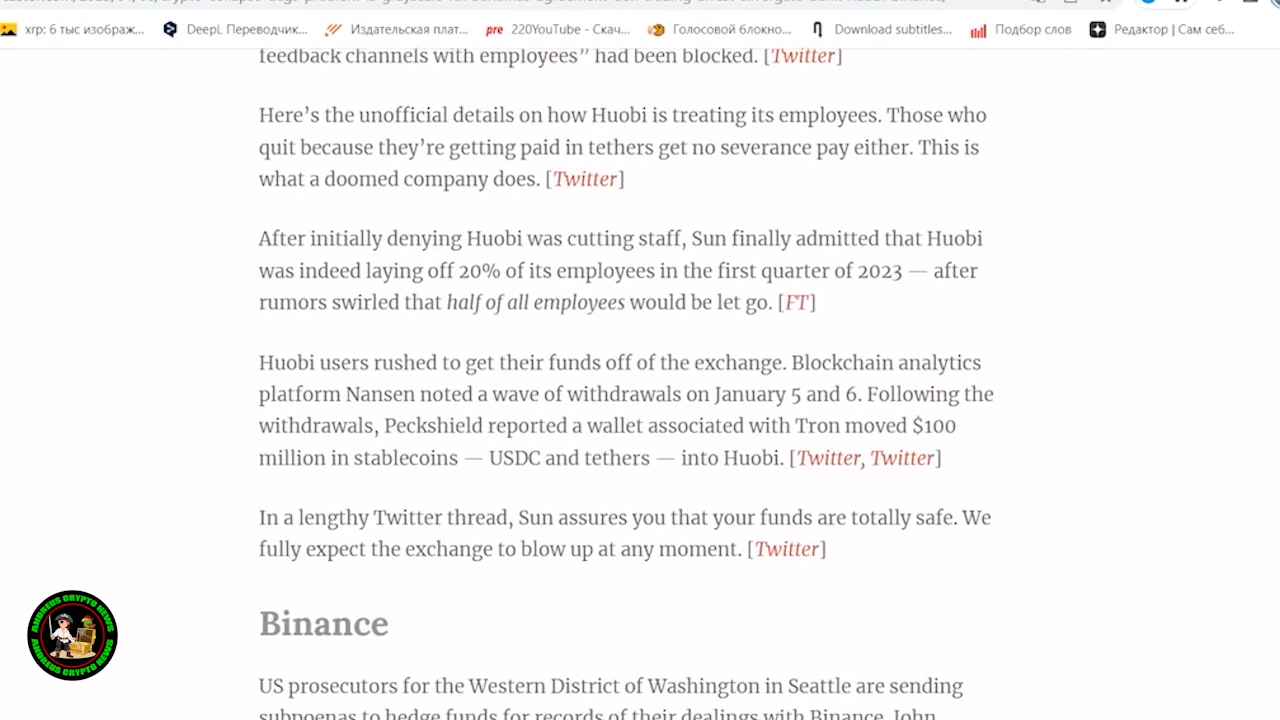 xrp: 6 тыс изображ...
DeepL Переводчик...
Издательская плат...
pre 220YouTube - Скач...
Голосовой блокно...
Download subtitles...
Подбор слов
Редактор | Сам себ...
feedback channels with employees” had been blocked. [Twitter]
Here’s the unofficial details on how Huobi is treating its employees. Those who
quit because they’re getting paid in tethers get no severance pay either. This is
what a doomed company does. [Twitter]
After initially denying Huobi was cutting staff, Sun finally admitted that Huobi
was indeed laying off 20% of its employees in the first quarter of 2023 — after
rumors swirled that half of all employees would be let go. [FT]
Huobi users rushed to get their funds off of the exchange. Blockchain analytics
platform Nansen noted a wave of withdrawals on January 5 and 6. Following the
withdrawals, Peckshield reported a wallet associated with Tron moved $100
million in stablecoins — USDC and tethers — into Huobi. [Twitter, Twitter]
In a lengthy Twitter thread, Sun assures you that your funds are totally safe. We
fully expect the exchange to blow up at any moment. [Twitter]
Binance
ANDREUS CRYPTO NEWS
ANDREUS CRYPTO NEWS
US prosecutors for the Western District of Washington in Seattle are sending
subpoenas to hedge funds for records of their dealings with Binance. John